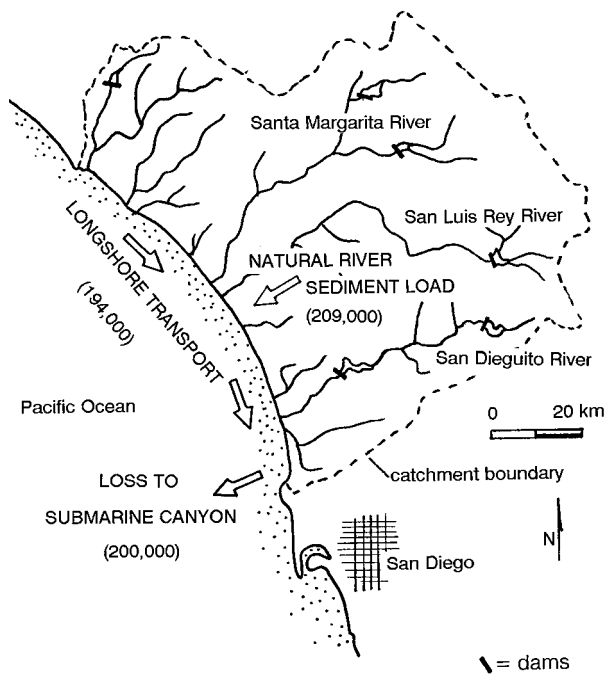 Santa Margarita River
San Luis Rey River
NATURAL RIVER
SEDIMENT LOAD
(209,000)
LONGSHORE TRANSPORT
(194,000)
San Dieguito River
Pacific Ocean
0 20 km
LOSS TO
SUBMARINE CANYON
(200,000)
catchment boundary
N
San Diego
= dams